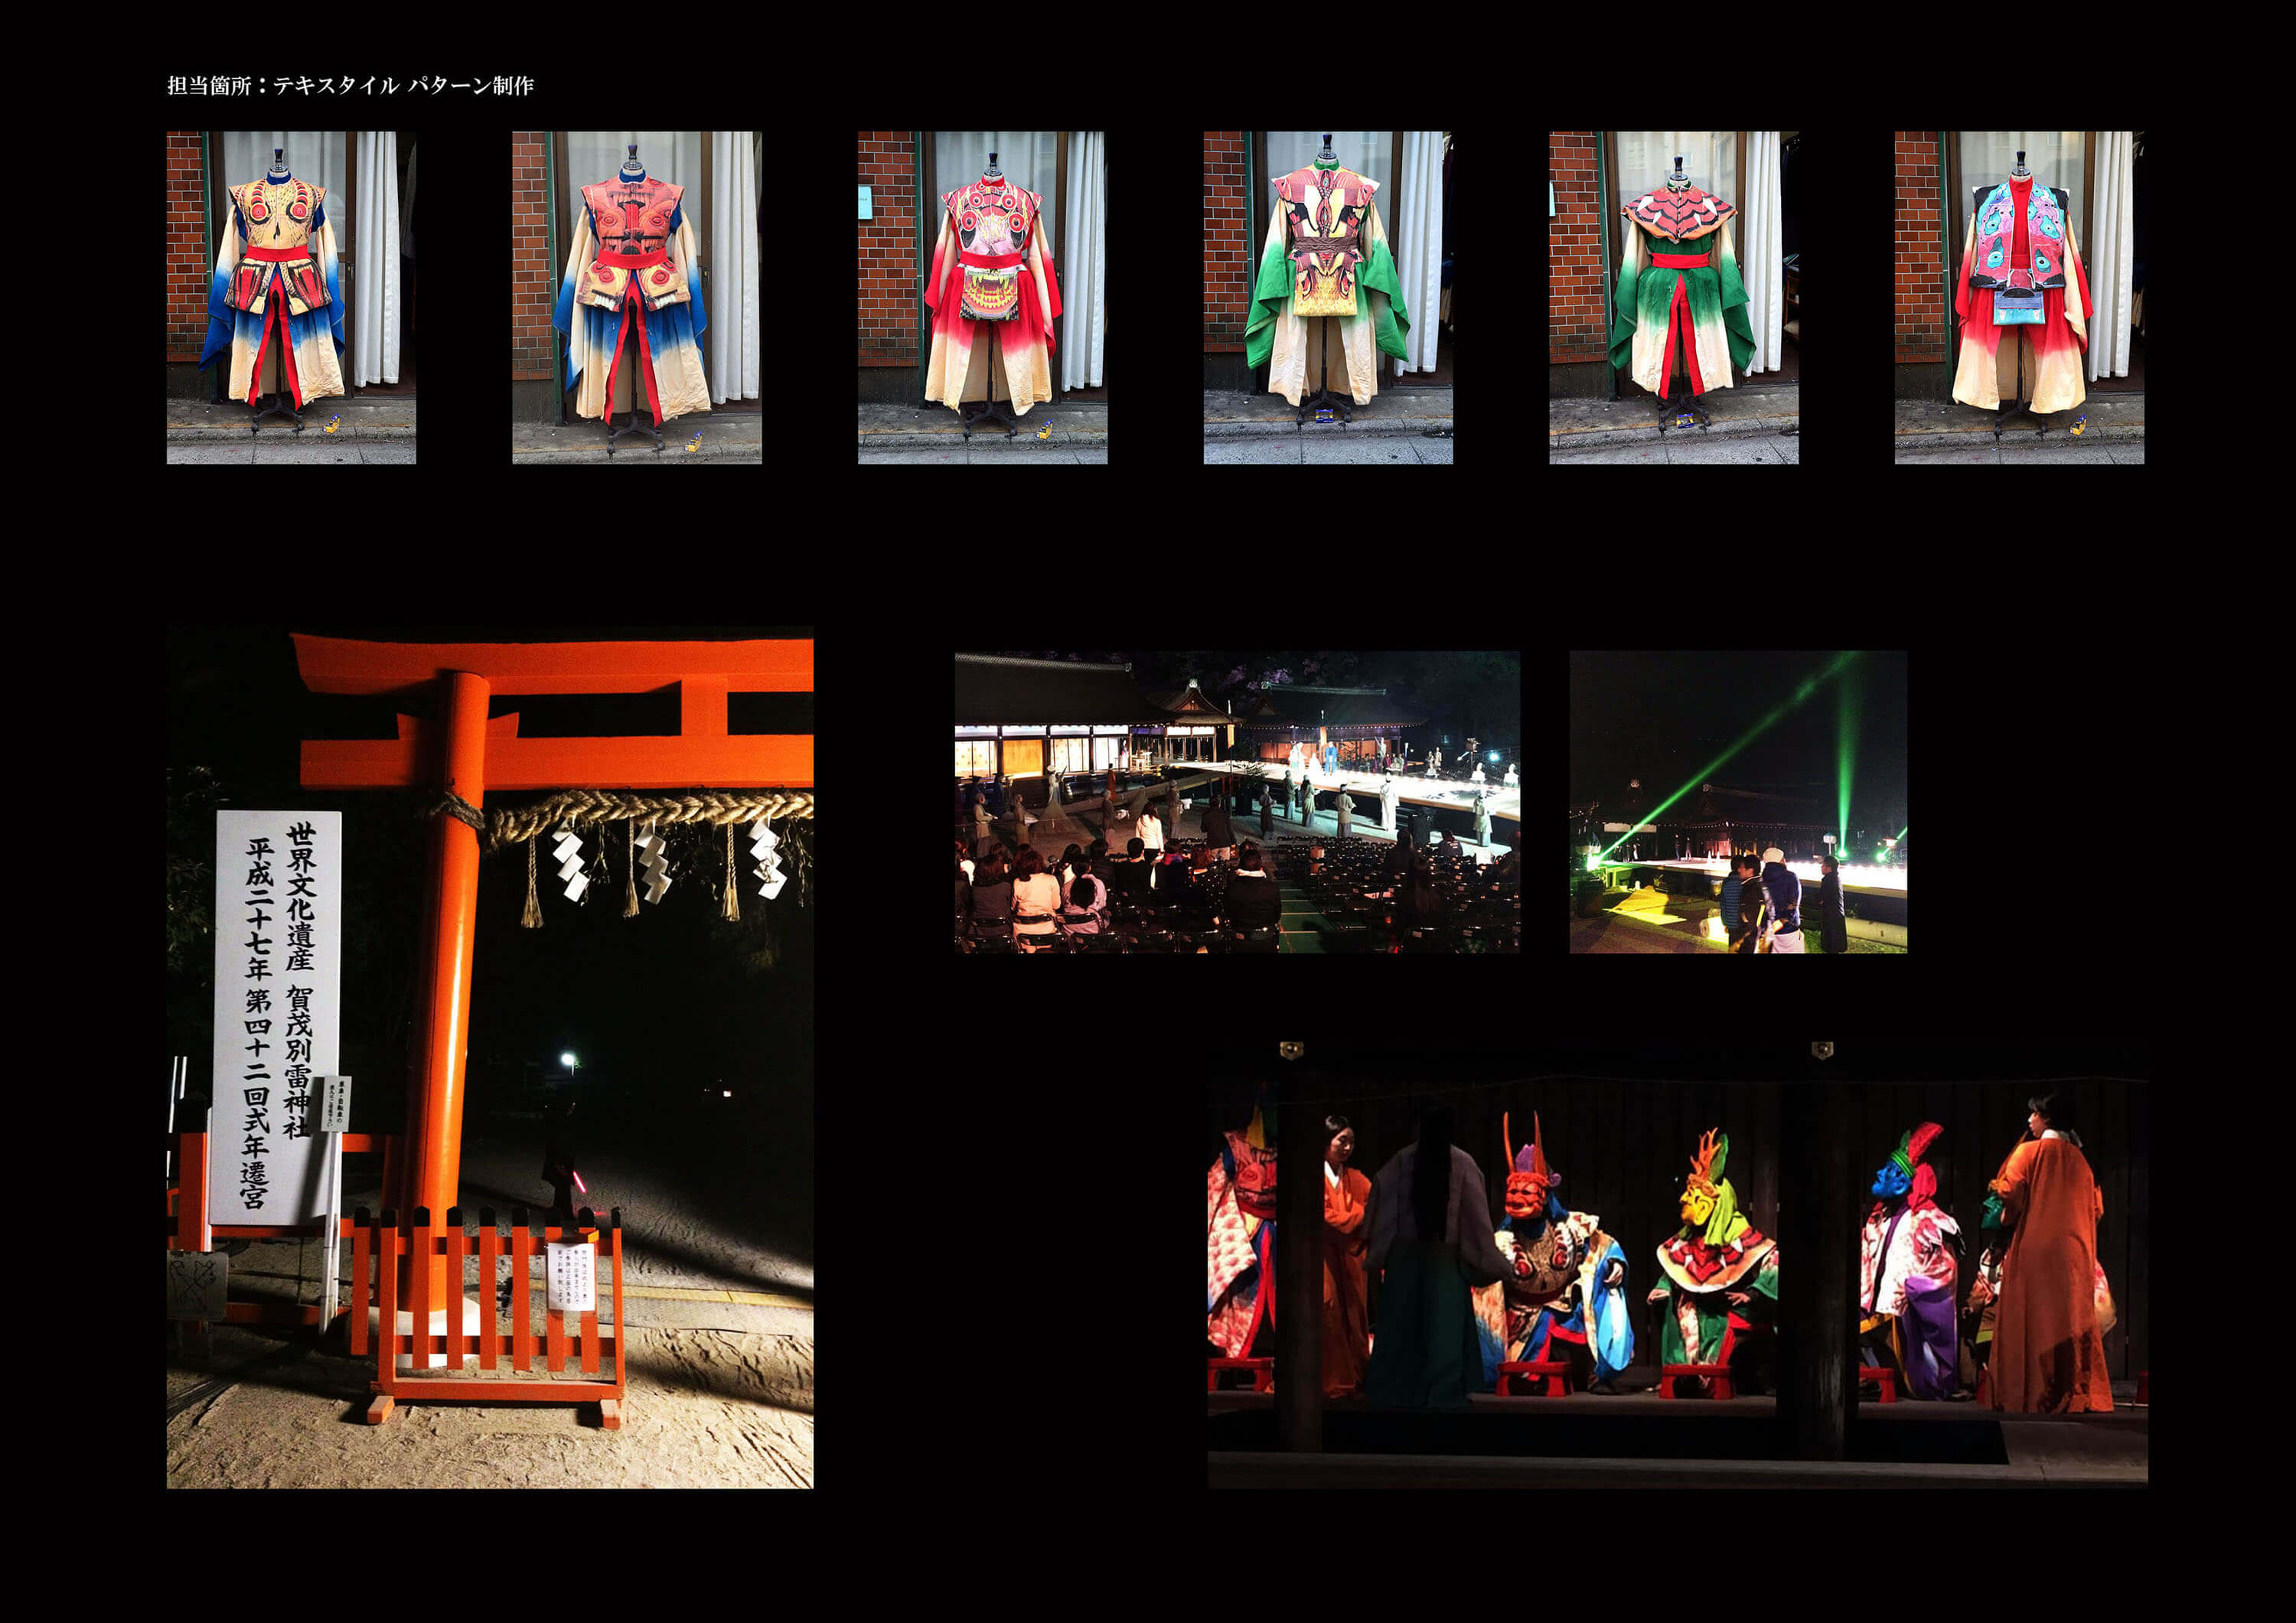 担当箇所：テキスタイル パターン制作
世界文化遺産 賀茂別雷神社
平成二十七年 第四十二回式年遷宮